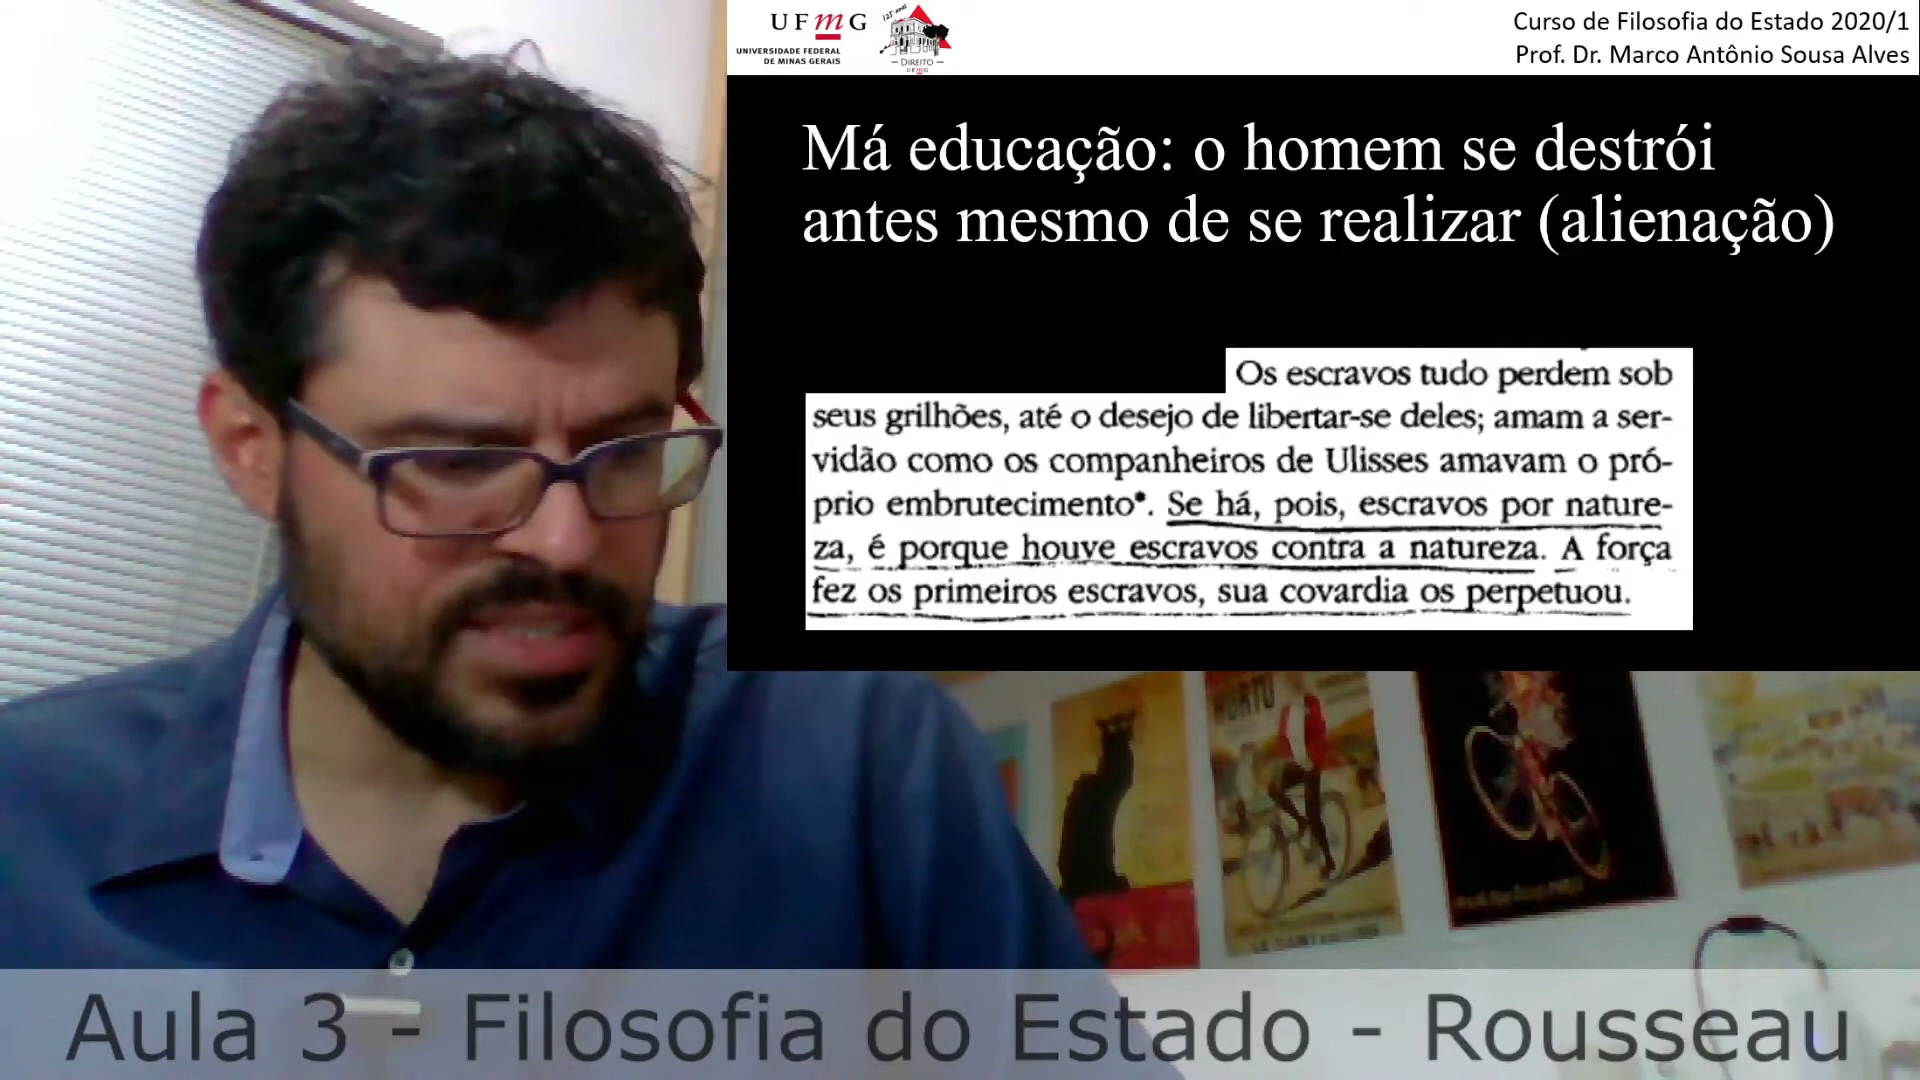 UFmG
UNIVERSIDADE FEDERAL
DE MINAS GERAIS
125 anos
DIREITO
UFmG
Curso de Filosofia do Estado 2020/1
Prof. Dr. Marco Antônio Sousa Alves
Má educação: o homem se destrói
antes mesmo de se realizar (alienação)
Os escravos tudo perdem sob
seus grilhões, até o desejo de libertar-se deles; amam a ser-
vidão como os companheiros de Ulisses amavam o pró-
prio embrutecimento*. Se há, pois, escravos por nature-
za, é porque houve escravos contra a natureza. A força
fez os primeiros escravos, sua covardia os perpetuou.
Aula 3 - Filosofia do Estado - Rousseau